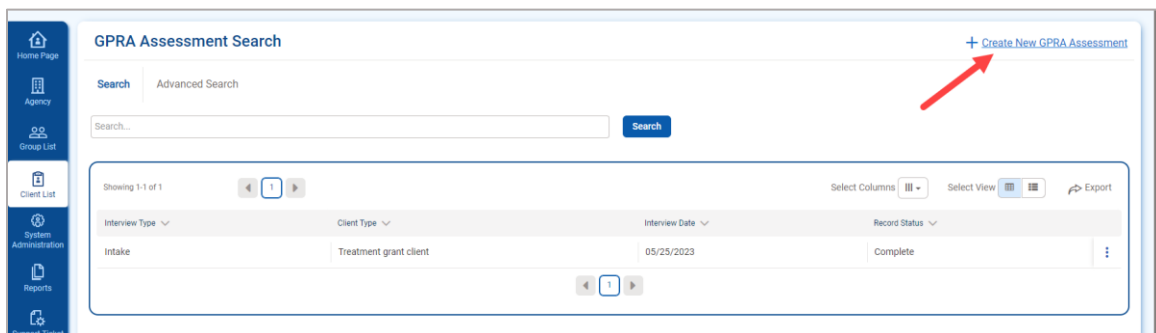 Home Page
Agency
Group List
Client List
System
Administration
Reports
Support Ticket
GPRA Assessment Search
+ Create New GPRA Assessment
Search
Advanced Search
Search...
Search
Showing 1-1 of 1
1
Select Columns
Select View
Export
Interview Type
Client Type
Interview Date
Record Status
Intake
Treatment grant client
05/25/2023
Complete
1